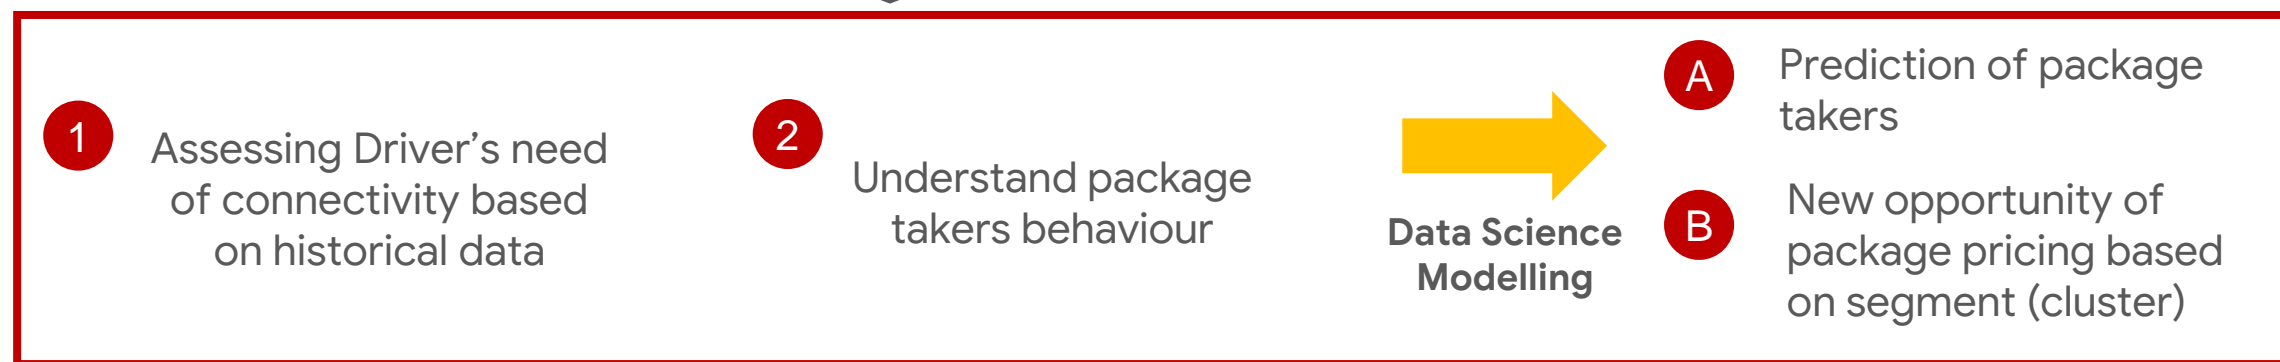 1
Assessing Driver’s need
of connectivity based
on historical data
2
Understand package
takers behaviour
Data Science
Modelling
A
Prediction of package
takers
B
New opportunity of
package pricing based
on segment (cluster)